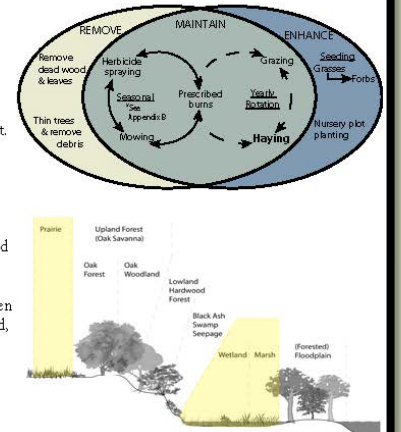 REMOVE
MAINTAIN
ENHANCE
Remove
dead wood
& leaves
Thin trees
& remove
debris
Herbicide
spraying
Seasonal
*See
Appendix B
Mowing
Prescribed
burns
Grazing
Yearly
Rotation
Haying
Seeding
Grasses
Forbs
Nursery plot
planting
t.
d
en
d,
Prairie
Upland Forest
(Oak Savanna)
Oak
Forest
Oak
Woodland
Lowland
Hardwood
Forest
Black Ash
Swamp
Seepage
Wetland
Marsh
(Forested)
Floodplain